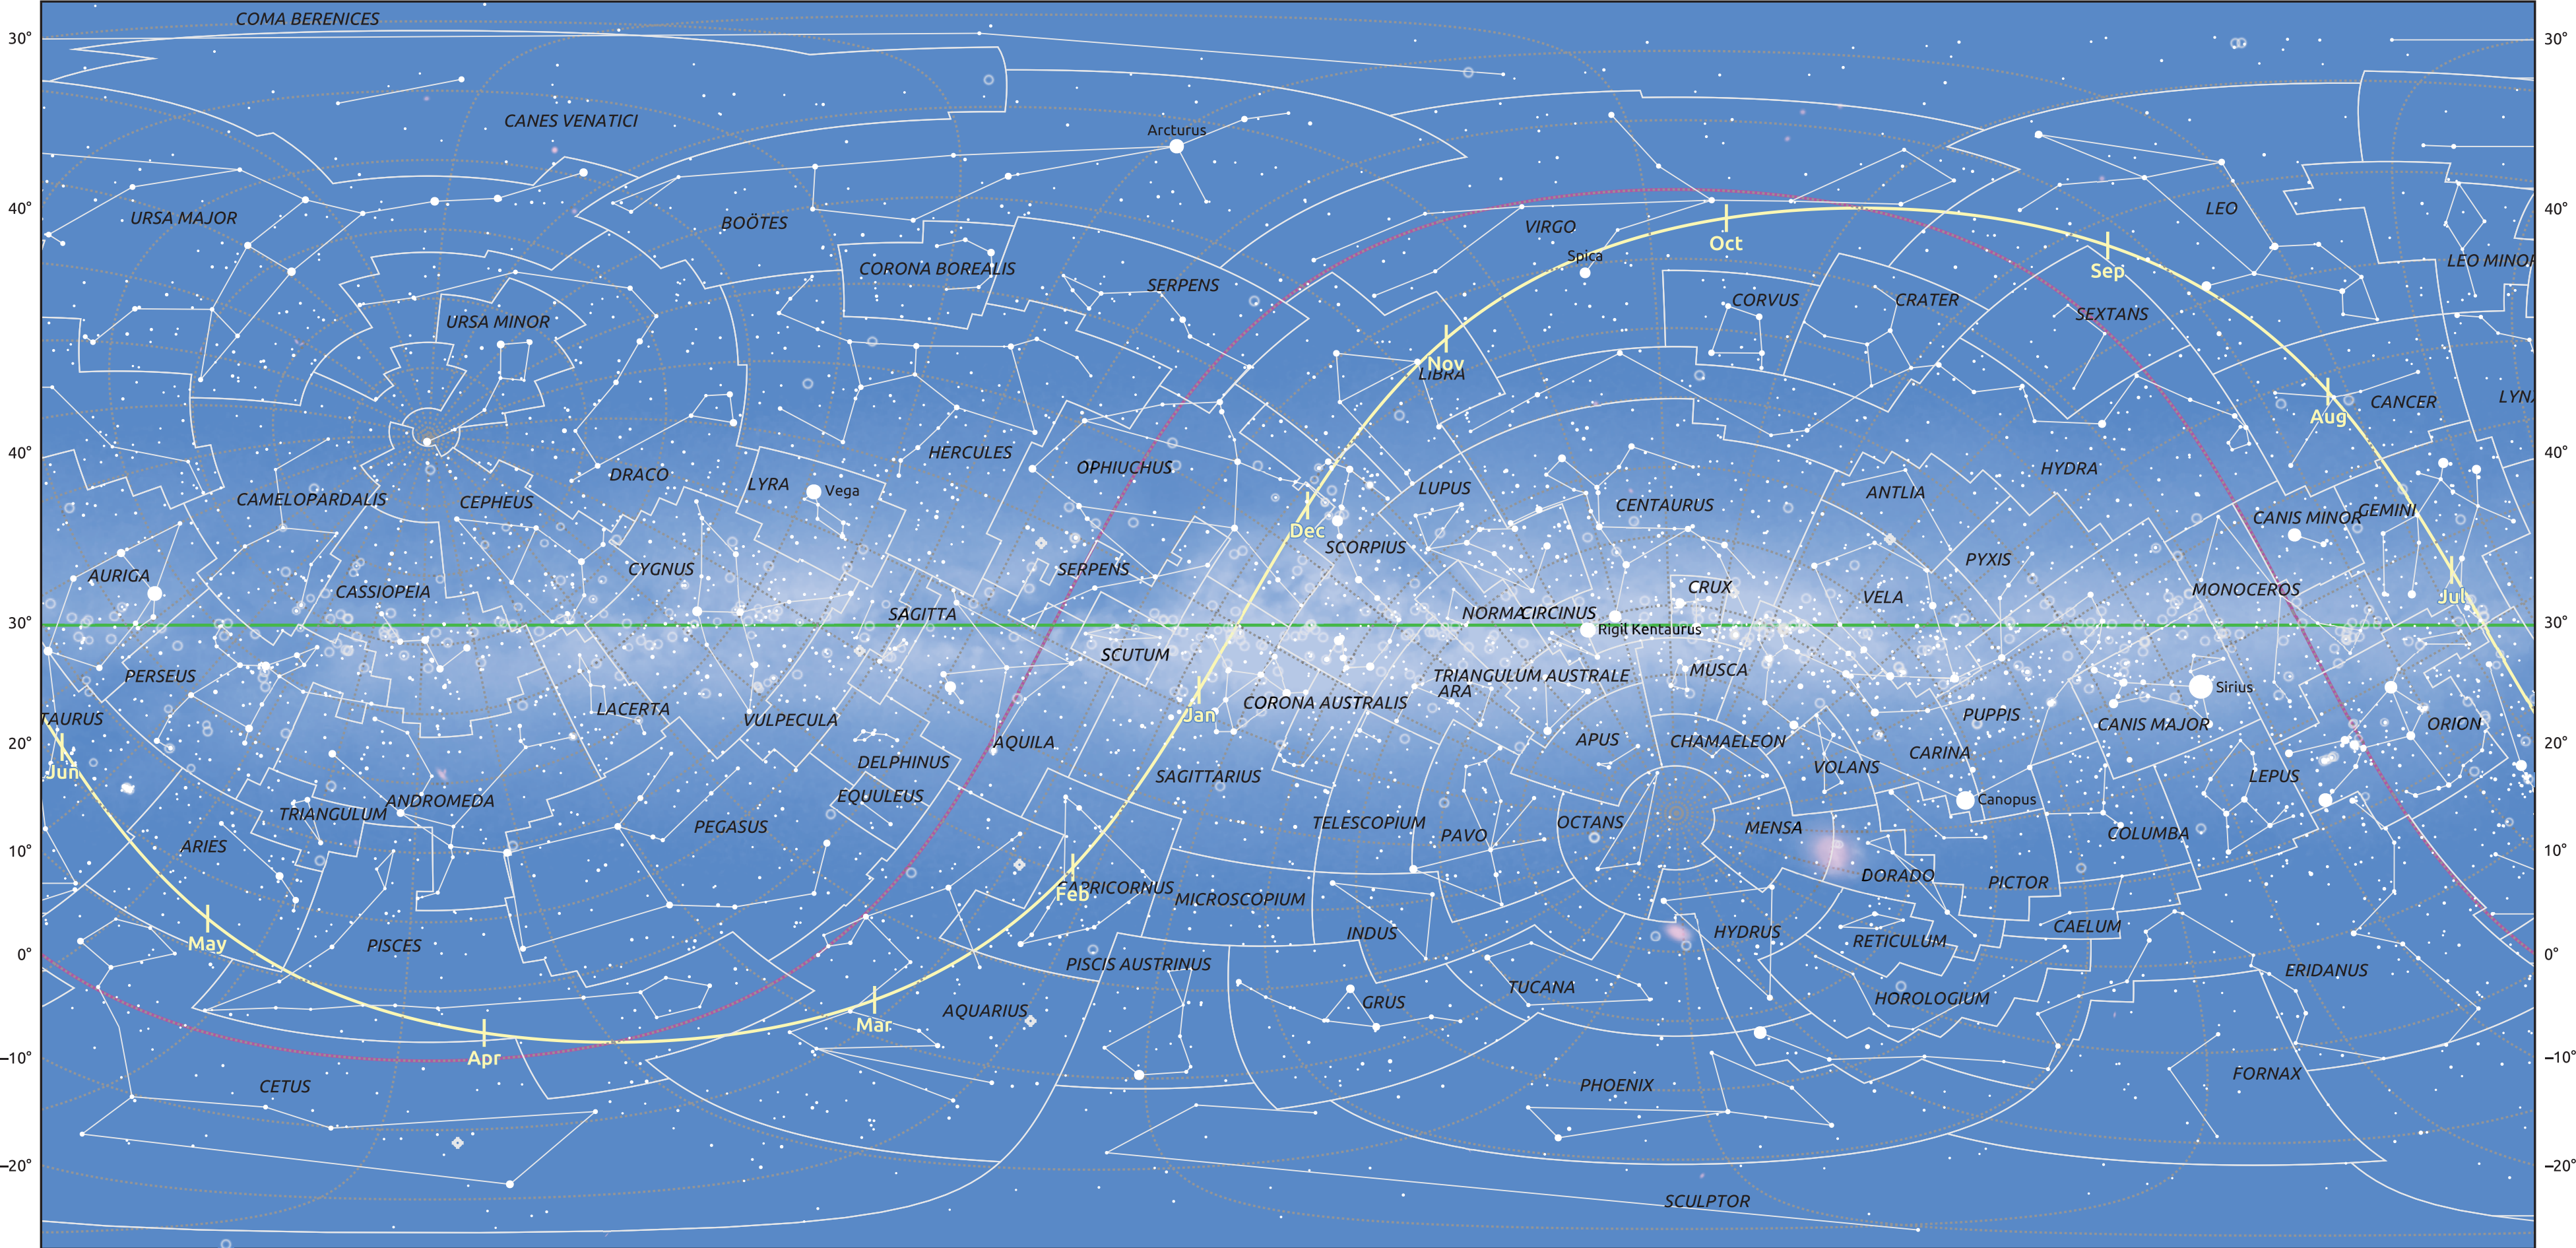 COMA BERENICES
30°
30°
CANES VENATICI
Arcturus
40°
URSA MAJOR
BOÖTES
VIRGO
LEO
40°
Oct
Spica
CORONA BOREALIS
SERPENS
Sep
LEO MINOR
URSA MINOR
CORVUS
CRATER
SEXTANS
Nov
LIBRA
CANCER
LYN
Aug
40°
HERCULES
OPHIUCHUS
HYDRA
40°
DRACO
LYRA
Vega
LUPUS
ANTLIA
CAMELOPARDALIS
CEPHEUS
CENTAURUS
GEMINI
CANIS MINOR
Dec
SCORPIUS
PYXIS
AURIGA
CYGNUS
SERPENS
CASSIOPEIA
CRUX
VELA
MONOCEROS
Jul
30°
SAGITTA
NORMA
CIRCINUS
30°
Rigil Kentaurus
SCUTUM
PERSEUS
TRIANGULUM AUSTRALE
MUSCA
ARA
Sirius
TAURUS
LACERTA
VULPECULA
Jan
CORONA AUSTRALIS
PUPPIS
CANIS MAJOR
ORION
20°
AQUILA
APUS
CHAMAELEON
CARINA
20°
Jun
DELPHINUS
SAGITTARIUS
VOLANS
LEPUS
EQUULEUS
ANDROMEDA
Canopus
TRIANGULUM
PEGASUS
TELESCOPIUM
PAVO
OCTANS
MENSA
COLUMBA
10°
ARIES
10°
DORADO
PICTOR
Feb
CAPRICORNUS
MICROSCOPIUM
May
PISCES
INDUS
HYDRUS
RETICULUM
CAELUM
0°
PISCIS AUSTRINUS
ERIDANUS
0°
Mar
AQUARIUS
GRUS
TUCANA
HOROLOGIUM
−10°
Apr
−10°
CETUS
PHOENIX
FORNAX
−20°
−20°
SCULPTOR